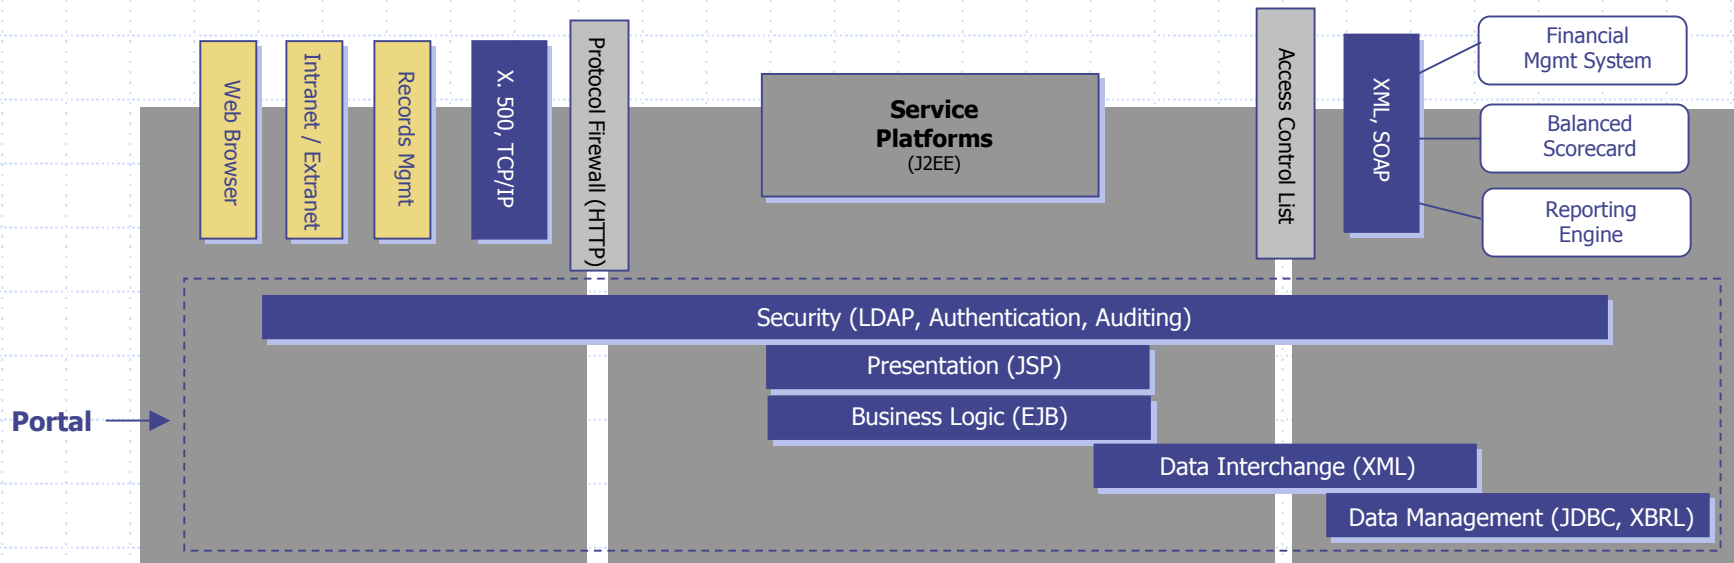 Web Browser
Intranet / Extranet
Records Mgmt
X. 500, TCP/IP
Protocol Firewall (HTTP)
Service
Platforms
(J2EE)
Access Control List
XML, SOAP
Financial
Mgmt System
Balanced
Scorecard
Reporting
Engine
Security (LDAP, Authentication, Auditing)
Presentation (JSP)
Portal
Business Logic (EJB)
Data Interchange (XML)
Data Management (JDBC, XBRL)